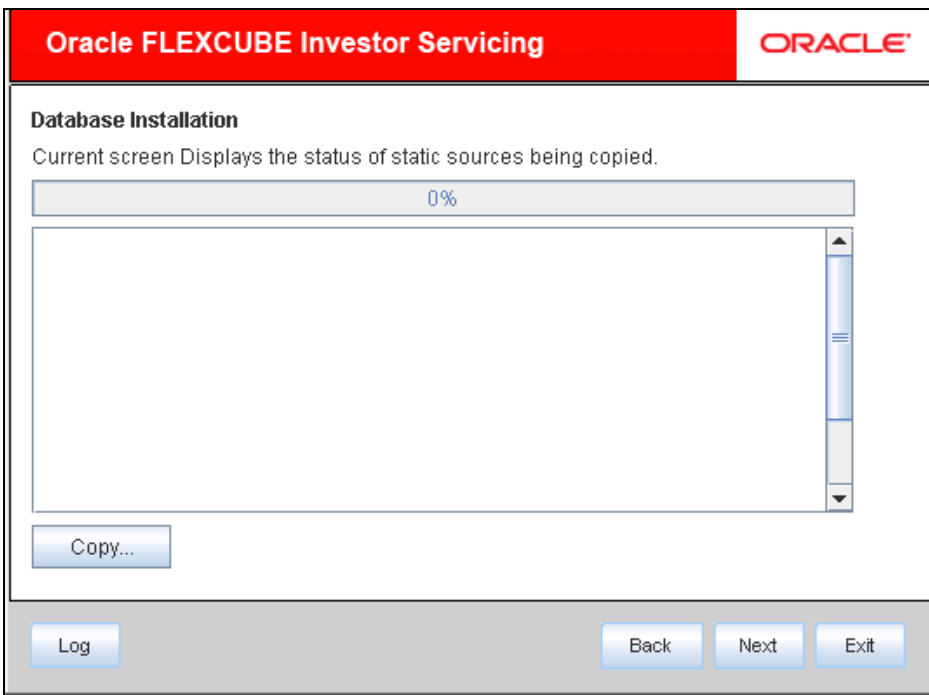 Oracle FLEXCUBE Investor Servicing
ORACLE
Database Installation
Current screen Displays the status of static sources being copied.
0%
Copy...
Log
Back
Next
Exit